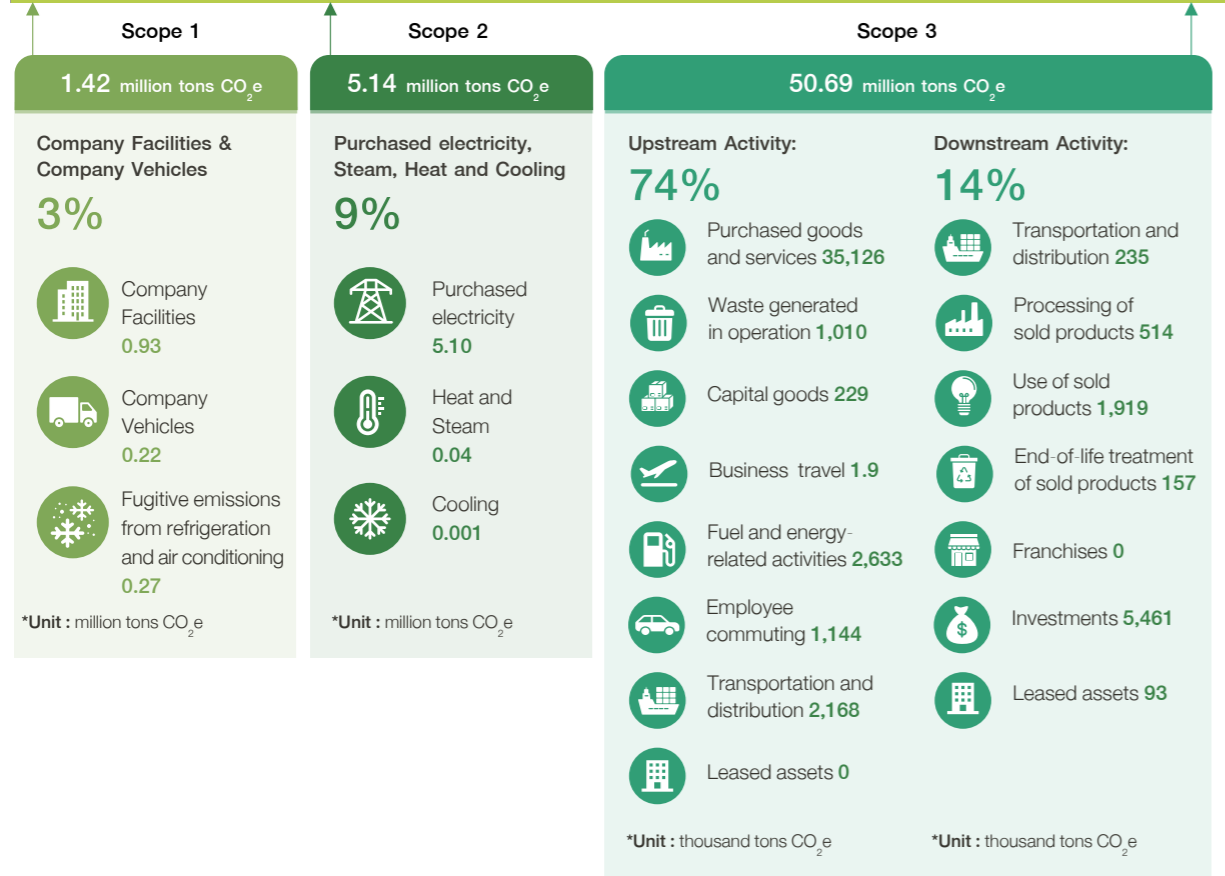 Scope 1
1.42 million tons CO2e
Company Facilities &
Company Vehicles
3%
Company
Facilities
0.93
Company
Vehicles
0.22
Fugitive emissions
from refrigeration
and air conditioning
0.27
*Unit : million tons CO2e
Scope 2
5.14 million tons CO2e
Purchased electricity,
Steam, Heat and Cooling
9%
Purchased
electricity
5.10
Heat and
Steam
0.04
Cooling
0.001
*Unit : million tons CO2e
Scope 3
50.69 million tons CO2e
Upstream Activity:
74%
Purchased goods
and services 35,126
Waste generated
in operation 1,010
Capital goods 229
Business travel 1.9
Fuel and energy-
related activities 2,633
Employee
commuting 1,144
Transportation and
distribution 2,168
Leased assets 0
*Unit : thousand tons CO2e
Downstream Activity:
14%
Transportation and
distribution 235
Processing of
sold products 514
Use of sold
products 1,919
End-of-life treatment
of sold products 157
Franchises 0
$
Investments 5,461
Leased assets 93
*Unit : thousand tons CO2e